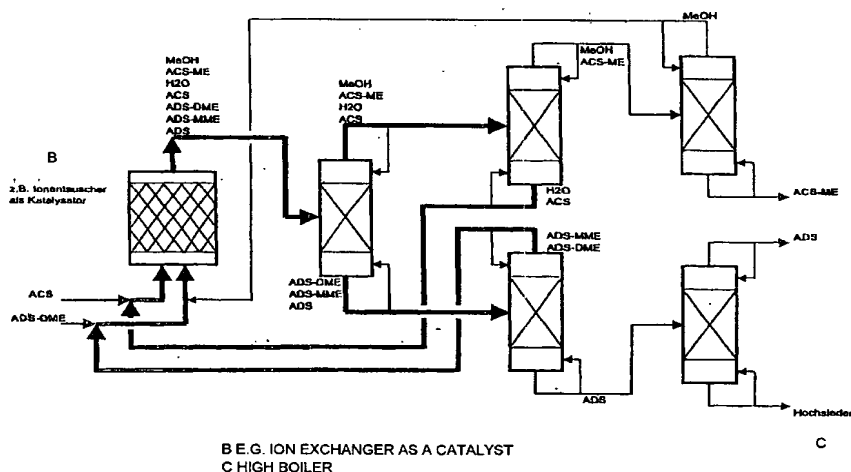 MeOH
MeOH
ACS-ME
H2O
ACS
ADS-DME
ADS-MME
ADS
MeOH
ACS-ME
H2O
ACS
MeOH
ACS-ME
B
z.B. Ionentauscher
als Katalysator
H2O
ACS
ACS-ME
ADS-MME
ADS-DME
ADS
ADS-DME
ADS-MME
ADS
ACS
ADS-DME
ADS
Hochsieder
C
B E.G. ION EXCHANGER AS A CATALYST
C HIGH BOILER